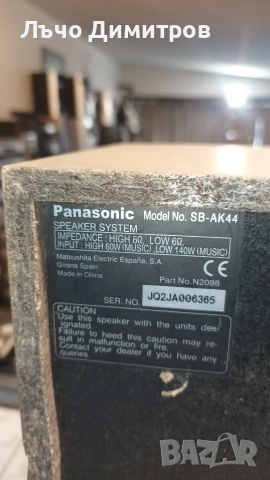 Лъчо Димитров
Panasonic Model No. SB-AK44
SPEAKER SYSTEM
IMPEDANCE : HIGH 6Ω, LOW 6Ω
INPUT : HIGH 60W (MUSIC) LOW 140W (MUSIC)
Matsushita Electric España, S.A.
Girona Spain
Made in China
CE
Part No.N2098
SER. NO. JQ2JA006365
CAUTION
Use this speaker with the units des-
ignated.
Failure to heed this caution may re-
sult in malfunction or fire.
Contact your dealer if you have any
questions.
BAZAR